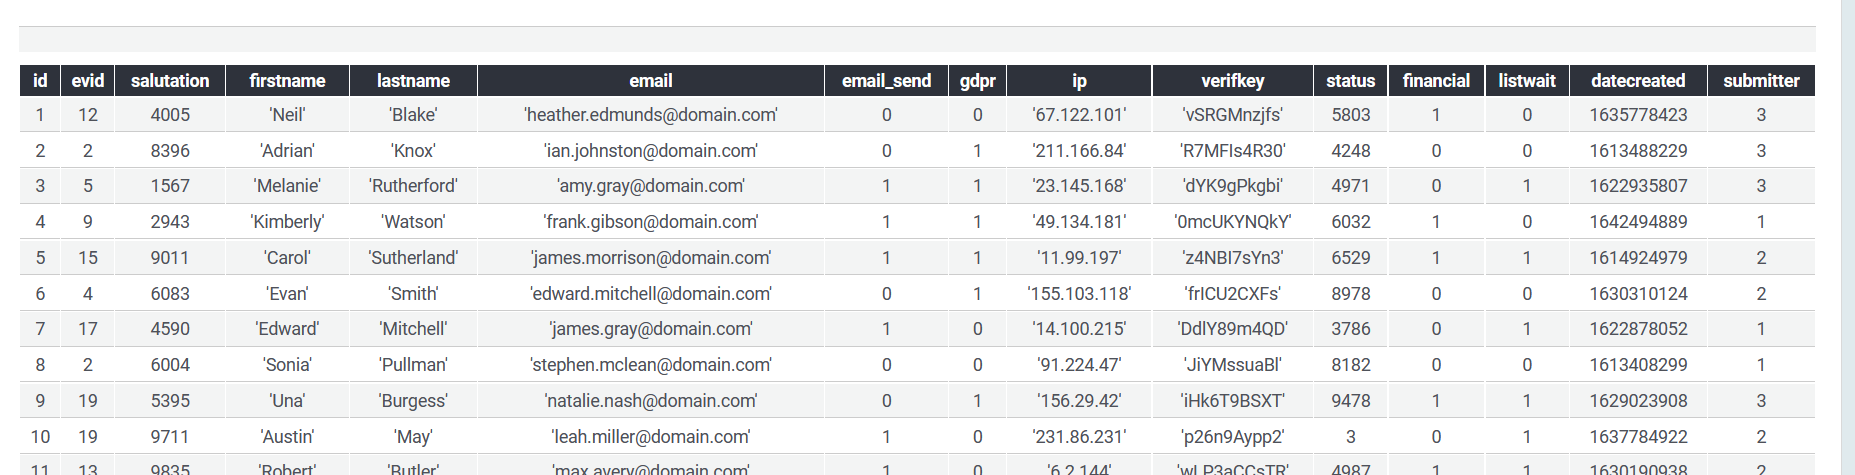 id evid salutation firstname lastname email email_send gdpr ip verifkey status financial listwait datecreated submitter
1 12 4005 'Neil' 'Blake' 'heather.edmunds@domain.com' 0 0 '67.122.101' 'vSRGMnzjfs' 5803 1 0 1635778423 3
2 2 8396 'Adrian' 'Knox' 'ian.johnston@domain.com' 0 1 '211.166.84' 'R7MFIs4R30' 4248 0 0 1613488229 3
3 5 1567 'Melanie' 'Rutherford' 'amy.gray@domain.com' 1 1 '23.145.168' 'dYK9gPkgbi' 4971 0 1 1622935807 3
4 9 2943 'Kimberly' 'Watson' 'frank.gibson@domain.com' 1 1 '49.134.181' '0mcUKYNQkY' 6032 1 0 1642494889 1
5 15 9011 'Carol' 'Sutherland' 'james.morrison@domain.com' 1 1 '11.99.197' 'z4NBI7sYn3' 6529 1 1 1614924979 2
6 4 6083 'Evan' 'Smith' 'edward.mitchell@domain.com' 0 1 '155.103.118' 'frICU2CXFs' 8978 0 0 1630310124 2
7 17 4590 'Edward' 'Mitchell' 'james.gray@domain.com' 1 0 '14.100.215' 'DdlY89m4QD' 3786 0 1 1622878052 1
8 2 6004 'Sonia' 'Pullman' 'stephen.mclean@domain.com' 0 0 '91.224.47' 'JiYMssuaBl' 8182 0 0 1613408299 1
9 19 5395 'Una' 'Burgess' 'natalie.nash@domain.com' 0 1 '156.29.42' 'iHk6T9BSXT' 9478 1 1 1629023908 3
10 19 9711 'Austin' 'May' 'leah.miller@domain.com' 1 0 '231.86.231' 'p26n9Aypp2' 3 0 1 1637784922 2
11 13 9835 'Robert' 'Butler' 'max.avery@domain.com' 1 0 '6.2.144' 'wLP3aCCsTR' 4987 1 1 1630190938 2